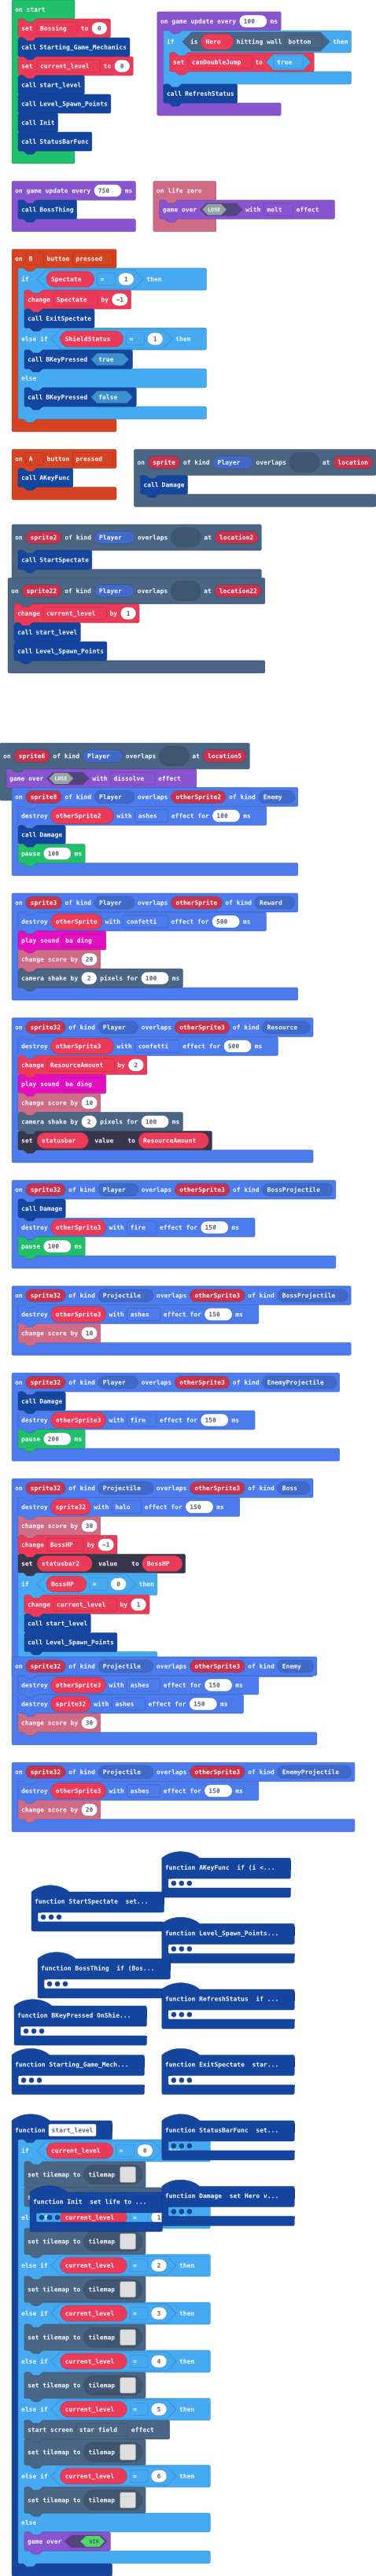 on start
set Bossing to 0
call Starting_Game_Mechanics
set current_level to 0
call start_level
call Level_Spawn_Points
call Init
call StatusBarFunc
on game update every 100 ms
if is Hero hitting wall bottom then
set canDoubleJump to true
call RefreshStatus
on game update every 750 ms
call BossThing
on life zero
game over LOSE with melt effect
on B button pressed
if Spectate = 1 then
change Spectate by -1
call ExitSpectate
else if ShieldStatus = 1 then
call BKeyPressed true
else
call BKeyPressed false
on A button pressed
call AKeyFunc
on sprite of kind Player overlaps at location
call Damage
on sprite2 of kind Player overlaps at location2
call StartSpectate
on sprite22 of kind Player overlaps at location22
change current_level by 1
call start_level
call Level_Spawn_Points
on sprite6 of kind Player overlaps at location5
game over LOSE with dissolve effect
on sprite8 of kind Player overlaps otherSprite2 of kind Enemy
destroy otherSprite2 with ashes effect for 100 ms
call Damage
pause 100 ms
on sprite3 of kind Player overlaps otherSprite of kind Reward
destroy otherSprite with confetti effect for 500 ms
play sound ba ding
change score by 20
camera shake by 2 pixels for 100 ms
on sprite32 of kind Player overlaps otherSprite3 of kind Resource
destroy otherSprite3 with confetti effect for 500 ms
change ResourceAmount by 2
play sound ba ding
change score by 10
camera shake by 2 pixels for 100 ms
set statusbar value to ResourceAmount
on sprite32 of kind Player overlaps otherSprite3 of kind BossProjectile
call Damage
destroy otherSprite3 with fire effect for 150 ms
pause 100 ms
on sprite32 of kind Projectile overlaps otherSprite3 of kind BossProjectile
destroy otherSprite3 with ashes effect for 150 ms
change score by 10
on sprite32 of kind Player overlaps otherSprite3 of kind EnemyProjectile
call Damage
destroy otherSprite3 with fire effect for 150 ms
pause 200 ms
on sprite32 of kind Projectile overlaps otherSprite3 of kind Boss
destroy sprite32 with halo effect for 150 ms
change score by 30
change BossHP by -1
set statusbar2 value to BossHP
if BossHP = 0 then
change current_level by 1
call start_level
call Level_Spawn_Points
on sprite32 of kind Projectile overlaps otherSprite3 of kind Enemy
destroy otherSprite3 with ashes effect for 150 ms
destroy sprite32 with ashes effect for 150 ms
change score by 30
on sprite32 of kind Projectile overlaps otherSprite3 of kind EnemyProjectile
destroy otherSprite3 with ashes effect for 150 ms
change score by 20
function AKeyFunc if (i <...
function StartSpectate set...
function Level_Spawn_Points...
function BossThing if (Bos...
function RefreshStatus if ...
function BKeyPressed OnShie...
function Starting_Game_Mech...
function ExitSpectate star...
function start_level
function StatusBarFunc set...
if current_level = 0
set tilemap to tilemap
function Init set life to ...
function Damage set Hero v...
el current_level = 1
set tilemap to tilemap
else if current_level = 2 then
set tilemap to tilemap
else if current_level = 3 then
set tilemap to tilemap
else if current_level = 4 then
set tilemap to tilemap
else if current_level = 5 then
start screen star field effect
set tilemap to tilemap
else if current_level = 6 then
set tilemap to tilemap
else
game over WIN